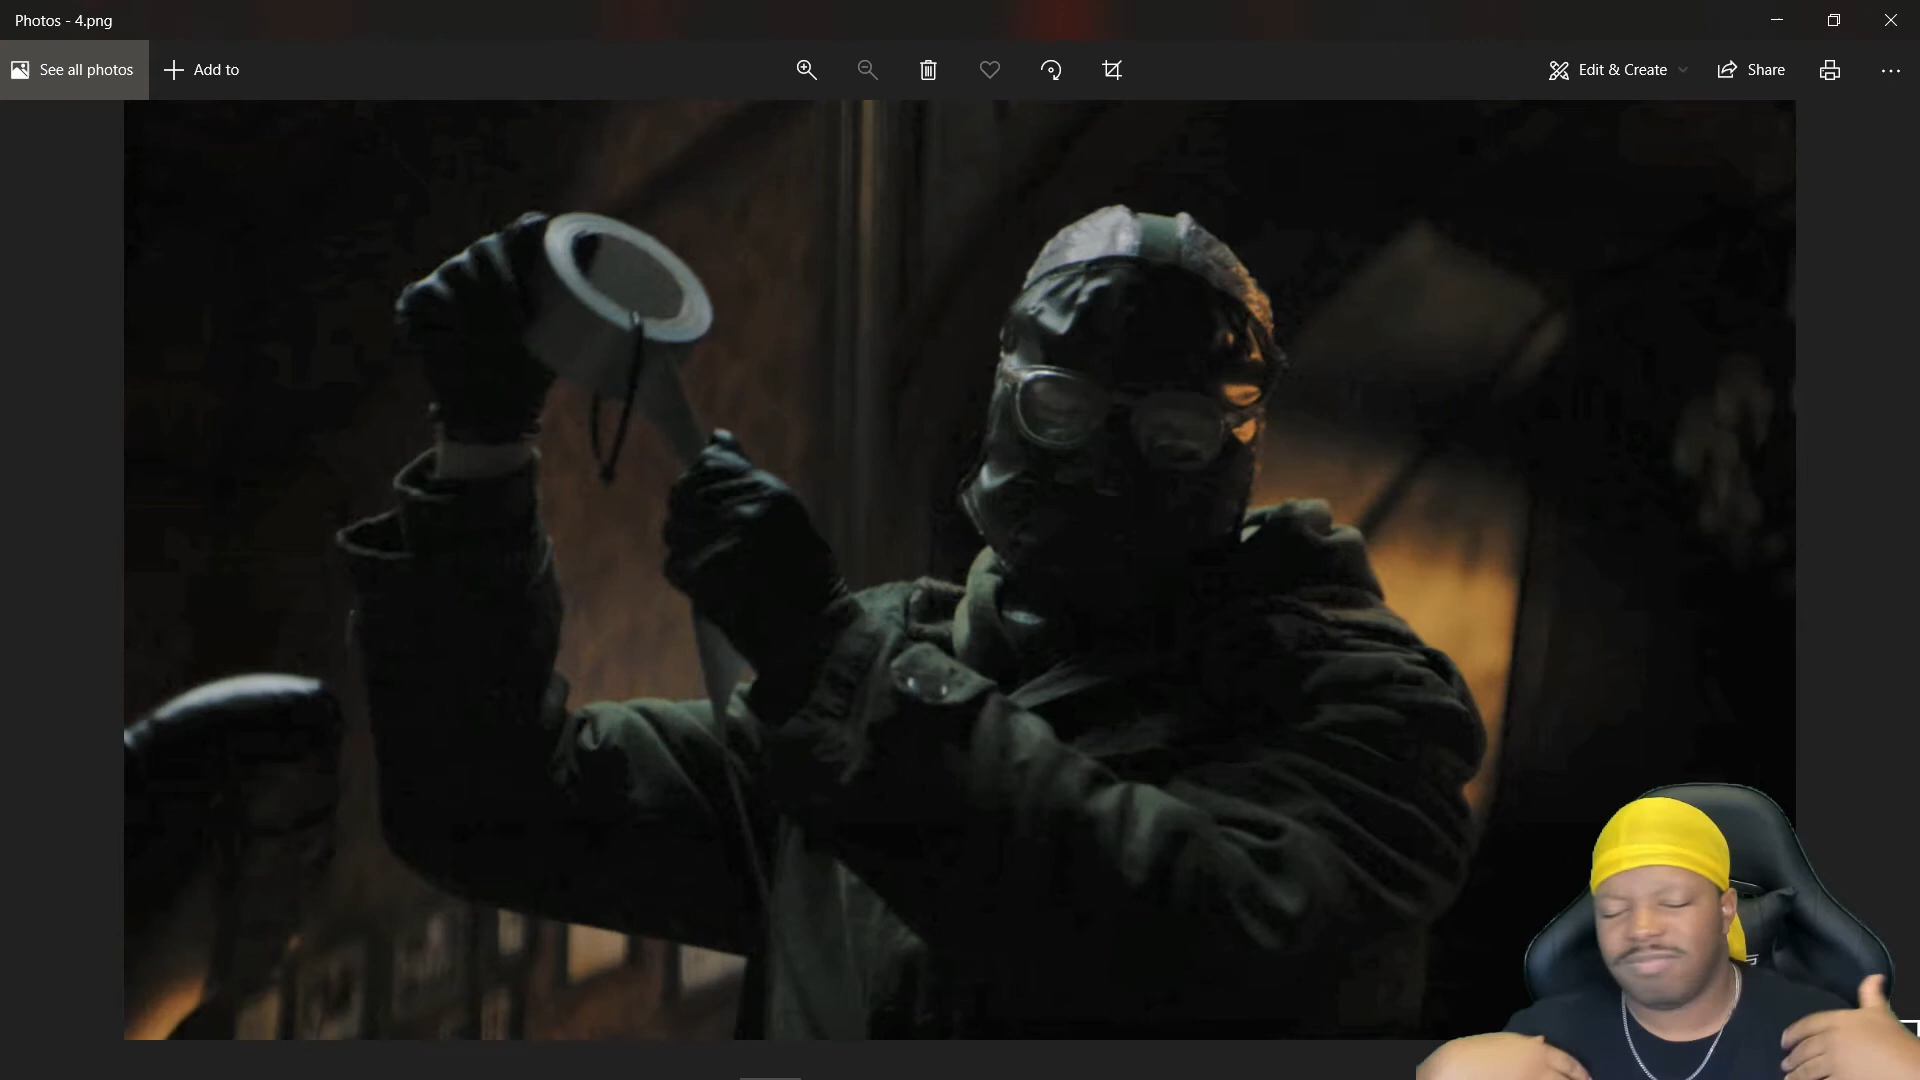 Photos - 4.png
See all photos
Add to
Edit & Create
Share